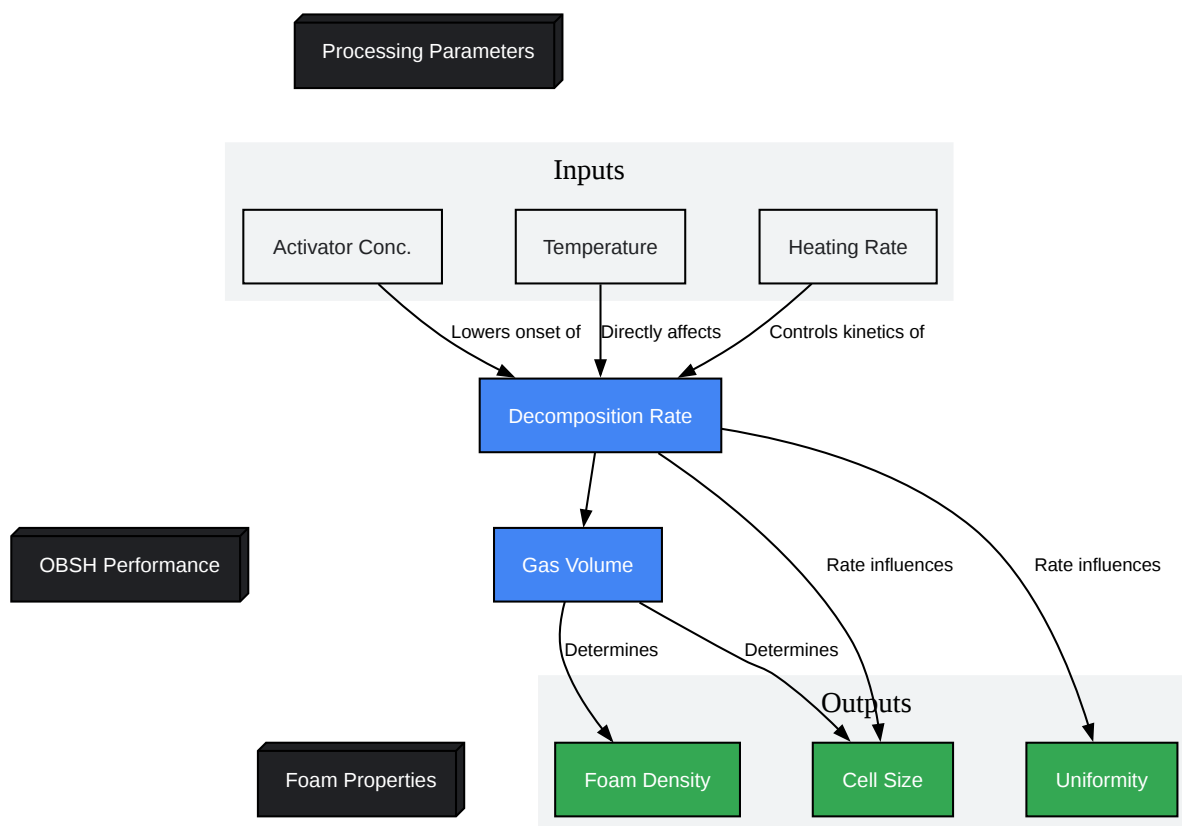 Processing Parameters
Inputs
Activator Conc.
Temperature
Heating Rate
Lowers onset of
Directly affects
Controls kinetics of
Decomposition Rate
OBSH Performance
Gas Volume
Rate influences
Rate influences
Determines
Determines
Outputs
Foam Properties
Foam Density
Cell Size
Uniformity